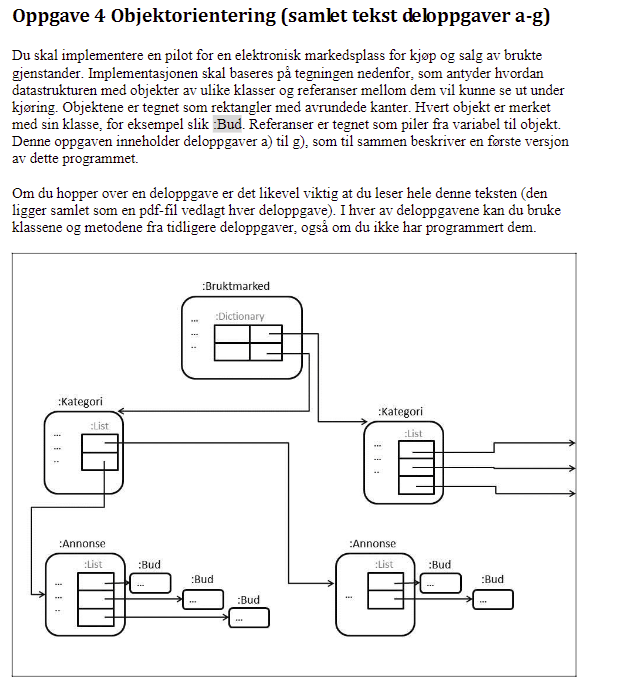 Oppgave 4 Objektorientering (samlet tekst deloppgaver a-g)
Du skal implementere en pilot for en elektronisk markedsplass for kjøp og salg av brukte
gjenstander. Implementasjonen skal baseres på tegningen nedenfor, som antyder hvordan
datastrukturen med objekter av ulike klasser og referanser mellom dem vil kunne se ut under
kjøring. Objektene er tegnet som rektangler med avrundede kanter. Hvert objekt er merket
med sin klasse, for eksempel slik :Bud. Referanser er tegnet som piler fra variabel til objekt.
Denne oppgaven inneholder deloppgaver a) til g), som til sammen beskriver en første versjon
av dette programmet.
Om du hopper over en deloppgave er det likevel viktig at du leser hele denne teksten (den
ligger samlet som en pdf-fil vedlagt hver deloppgave). I hver av deloppgavene kan du bruke
klassene og metodene fra tidligere deloppgaver, også om du ikke har programmert dem.
:Bruktmarked
... :Dictionary
...
..
:Kategori
:List
...
...
..
:Kategori
:List
...
...
..
:Annonse
:List :Bud
... ...
:Bud
... ...
:Bud
.. ...
:Annonse
:List :Bud
...
:Bud
... ...